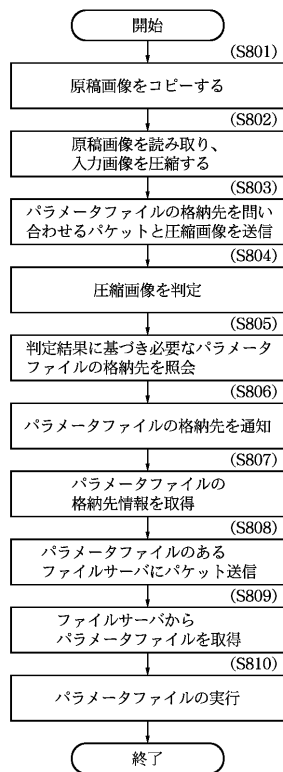 開始
(S801)
原稿画像をコピーする
(S802)
原稿画像を読み取り、
入力画像を圧縮する
(S803)
パラメータファイルの格納先を問い
合わせるパケットと圧縮画像を送信
(S804)
圧縮画像を判定
(S805)
判定結果に基づき必要なパラメータ
ファイルの格納先を照会
(S806)
パラメータファイルの格納先を通知
(S807)
パラメータファイルの
格納先情報を取得
(S808)
パラメータファイルのある
ファイルサーバにパケット送信
(S809)
ファイルサーバから
パラメータファイルを取得
(S810)
パラメータファイルの実行
終了